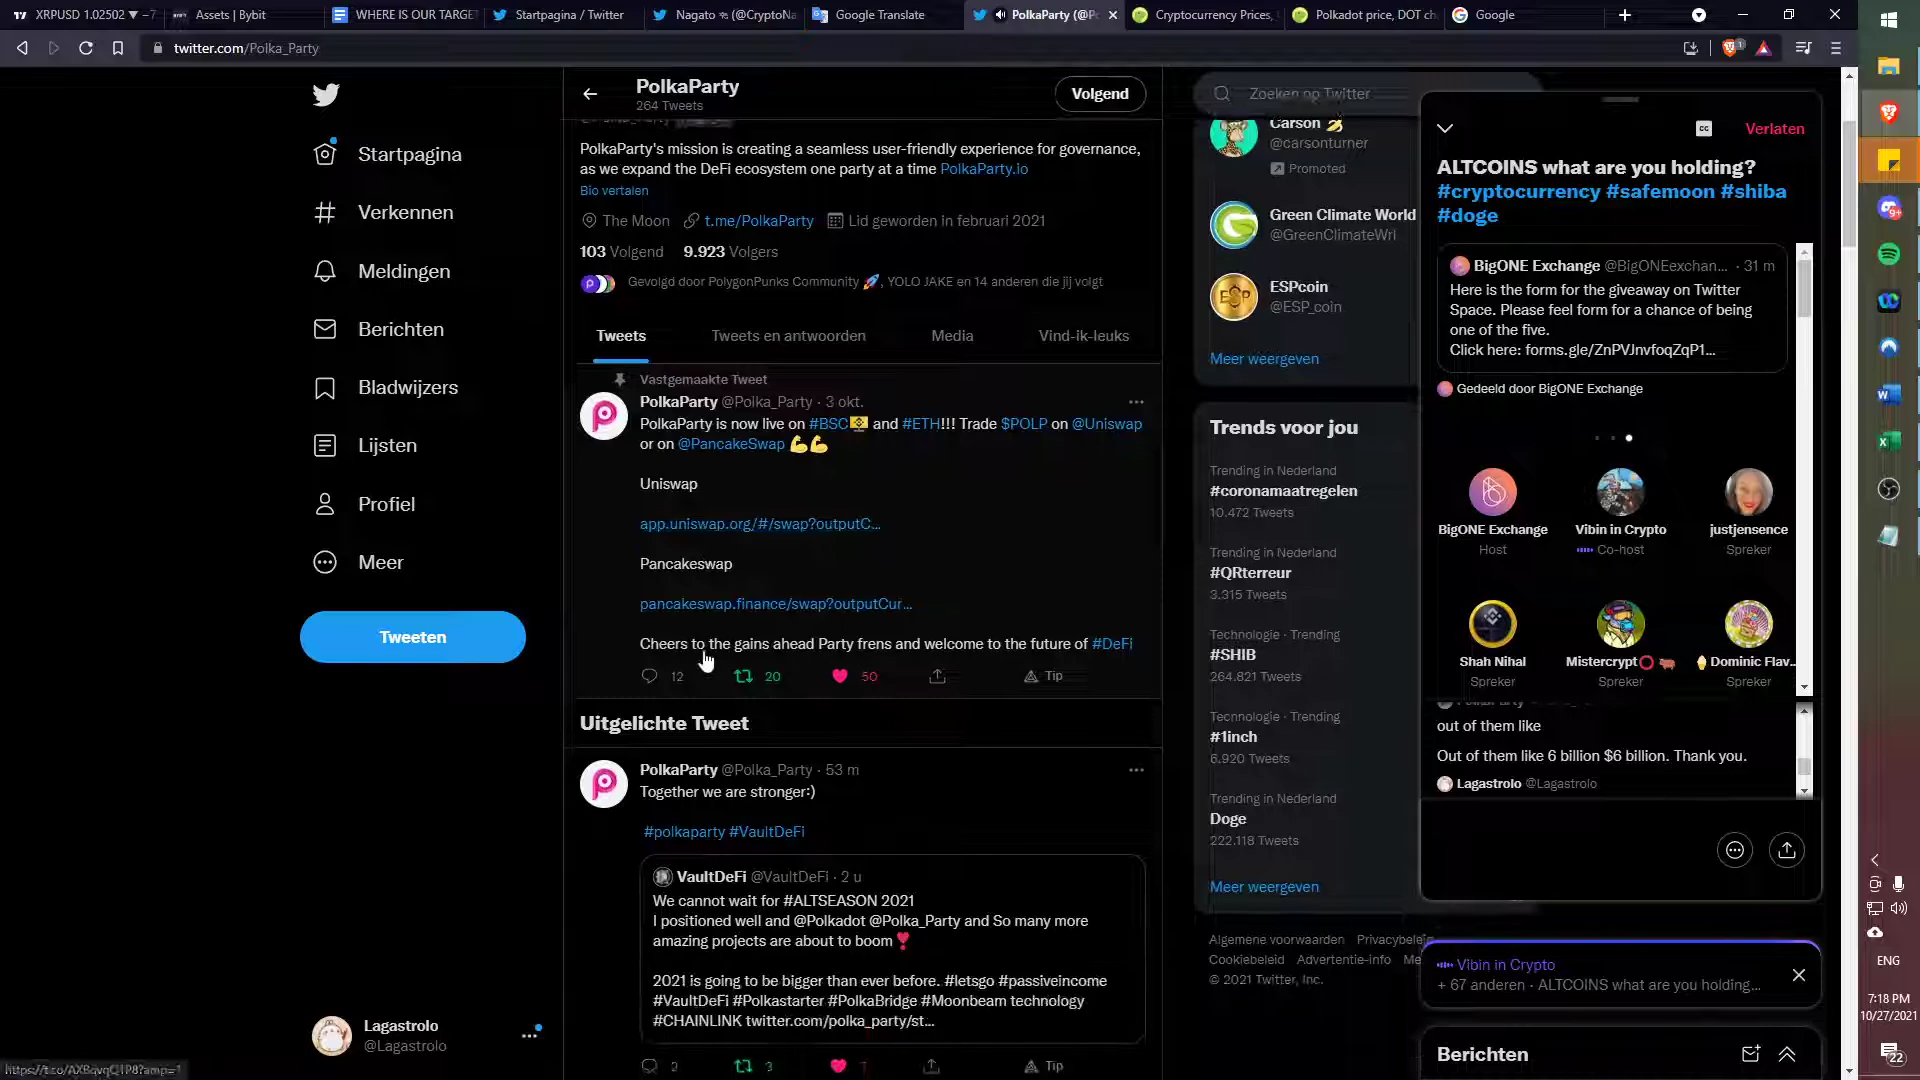 XRPUSD 1.02502 ▼ −7
Assets | Bybit
WHERE IS OUR TARGE
Startpagina / Twitter
Nagato
(@CryptoNa
Google Translate
PolkaParty (@Po
Cryptocurrency Prices,
Polkadot price, DOT ch
Google
twitter.com/Polka_Party
PolkaParty
264 Tweets
Volgend
Zoeken op Twitter
Startpagina
Verkennen
Meldingen
Berichten
Bladwijzers
Lijsten
Profiel
Meer
Tweeten
Lagastrolo
@Lagastrolo
PolkaParty's mission is creating a seamless user-friendly experience for governance,
as we expand the DeFi ecosystem one party at a time PolkaParty.io
Bio vertalen
The Moon t.me/PolkaParty Lid geworden in februari 2021
103 Volgend 9.923 Volgers
Gevolgd door PolygonPunks Community 🚀, YOLO JAKE en 14 anderen die jij volgt
Tweets Tweets en antwoorden Media Vind-ik-leuks
Vastgemaakte Tweet
PolkaParty @Polka_Party · 3 okt.
PolkaParty is now live on #BSC and #ETH!!! Trade $POLP on @Uniswap
or on @PancakeSwap 💪💪
Uniswap
app.uniswap.org/#/swap?outputC...
Pancakeswap
pancakeswap.finance/swap?outputCur...
Cheers to the gains ahead Party frens and welcome to the future of #DeFi
12 20 50 Tip
Uitgelichte Tweet
PolkaParty @Polka_Party · 53 m
Together we are stronger:)
#polkaparty #VaultDeFi
VaultDeFi @VaultDeFi · 2 u
We cannot wait for #ALTSEASON 2021
I positioned well and @Polkadot @Polka_Party and So many more
amazing projects are about to boom
2021 is going to be bigger than ever before. #letsgo #passiveincome
#VaultDeFi #Polkastarter #PolkaBridge #Moonbeam technology
#CHAINLINK twitter.com/polka_party/st...
2 3 7 Tip
Carson
@carsonturner
Promoted
Green Climate World
@GreenClimateWrl
ESPcoin
@ESP_coin
Meer weergeven
Trends voor jou
Trending in Nederland
#coronamaatregelen
10.472 Tweets
Trending in Nederland
#QRterreur
3.315 Tweets
Technologie · Trending
#SHIB
264.821 Tweets
Technologie · Trending
#1inch
6.920 Tweets
Trending in Nederland
Doge
222.118 Tweets
Meer weergeven
Algemene voorwaarden Privacybeleid
Cookiebeleid Advertentie-info Me
© 2021 Twitter, Inc.
Verlaten
ALTCOINS what are you holding?
#cryptocurrency #safemoon #shiba
#doge
BigONE Exchange @BigONEexchan... · 31 m
Here is the form for the giveaway on Twitter
Space. Please feel form for a chance of being
one of the five.
Click here: forms.gle/ZnPVJnvfoqZqP1...
Gedeeld door BigONE Exchange
BigONE Exchange Vibin in Crypto justjensence
Host Co-host Spreker
Shah Nihal Mistercrypt Dominic Flav...
Spreker Spreker Spreker
out of them like
Out of them like 6 billion $6 billion. Thank you.
Lagastrolo @Lagastrolo
Vibin in Crypto
+ 67 anderen · ALTCOINS what are you holding...
Berichten
ENG
7:18 PM
10/27/2021
22